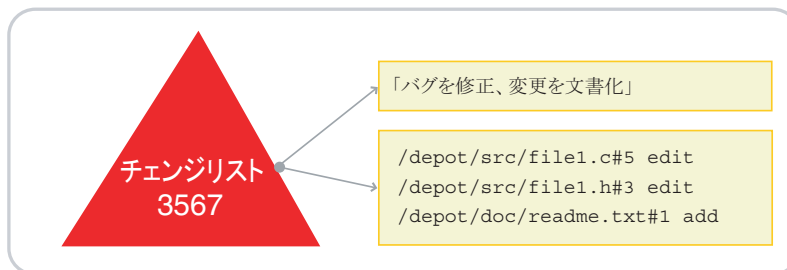 チェンジリスト
3567
「バグを修正、変更を文書化」
/depot/src/file1.c#5 edit
/depot/src/file1.h#3 edit
/depot/doc/readme.txt#1 add